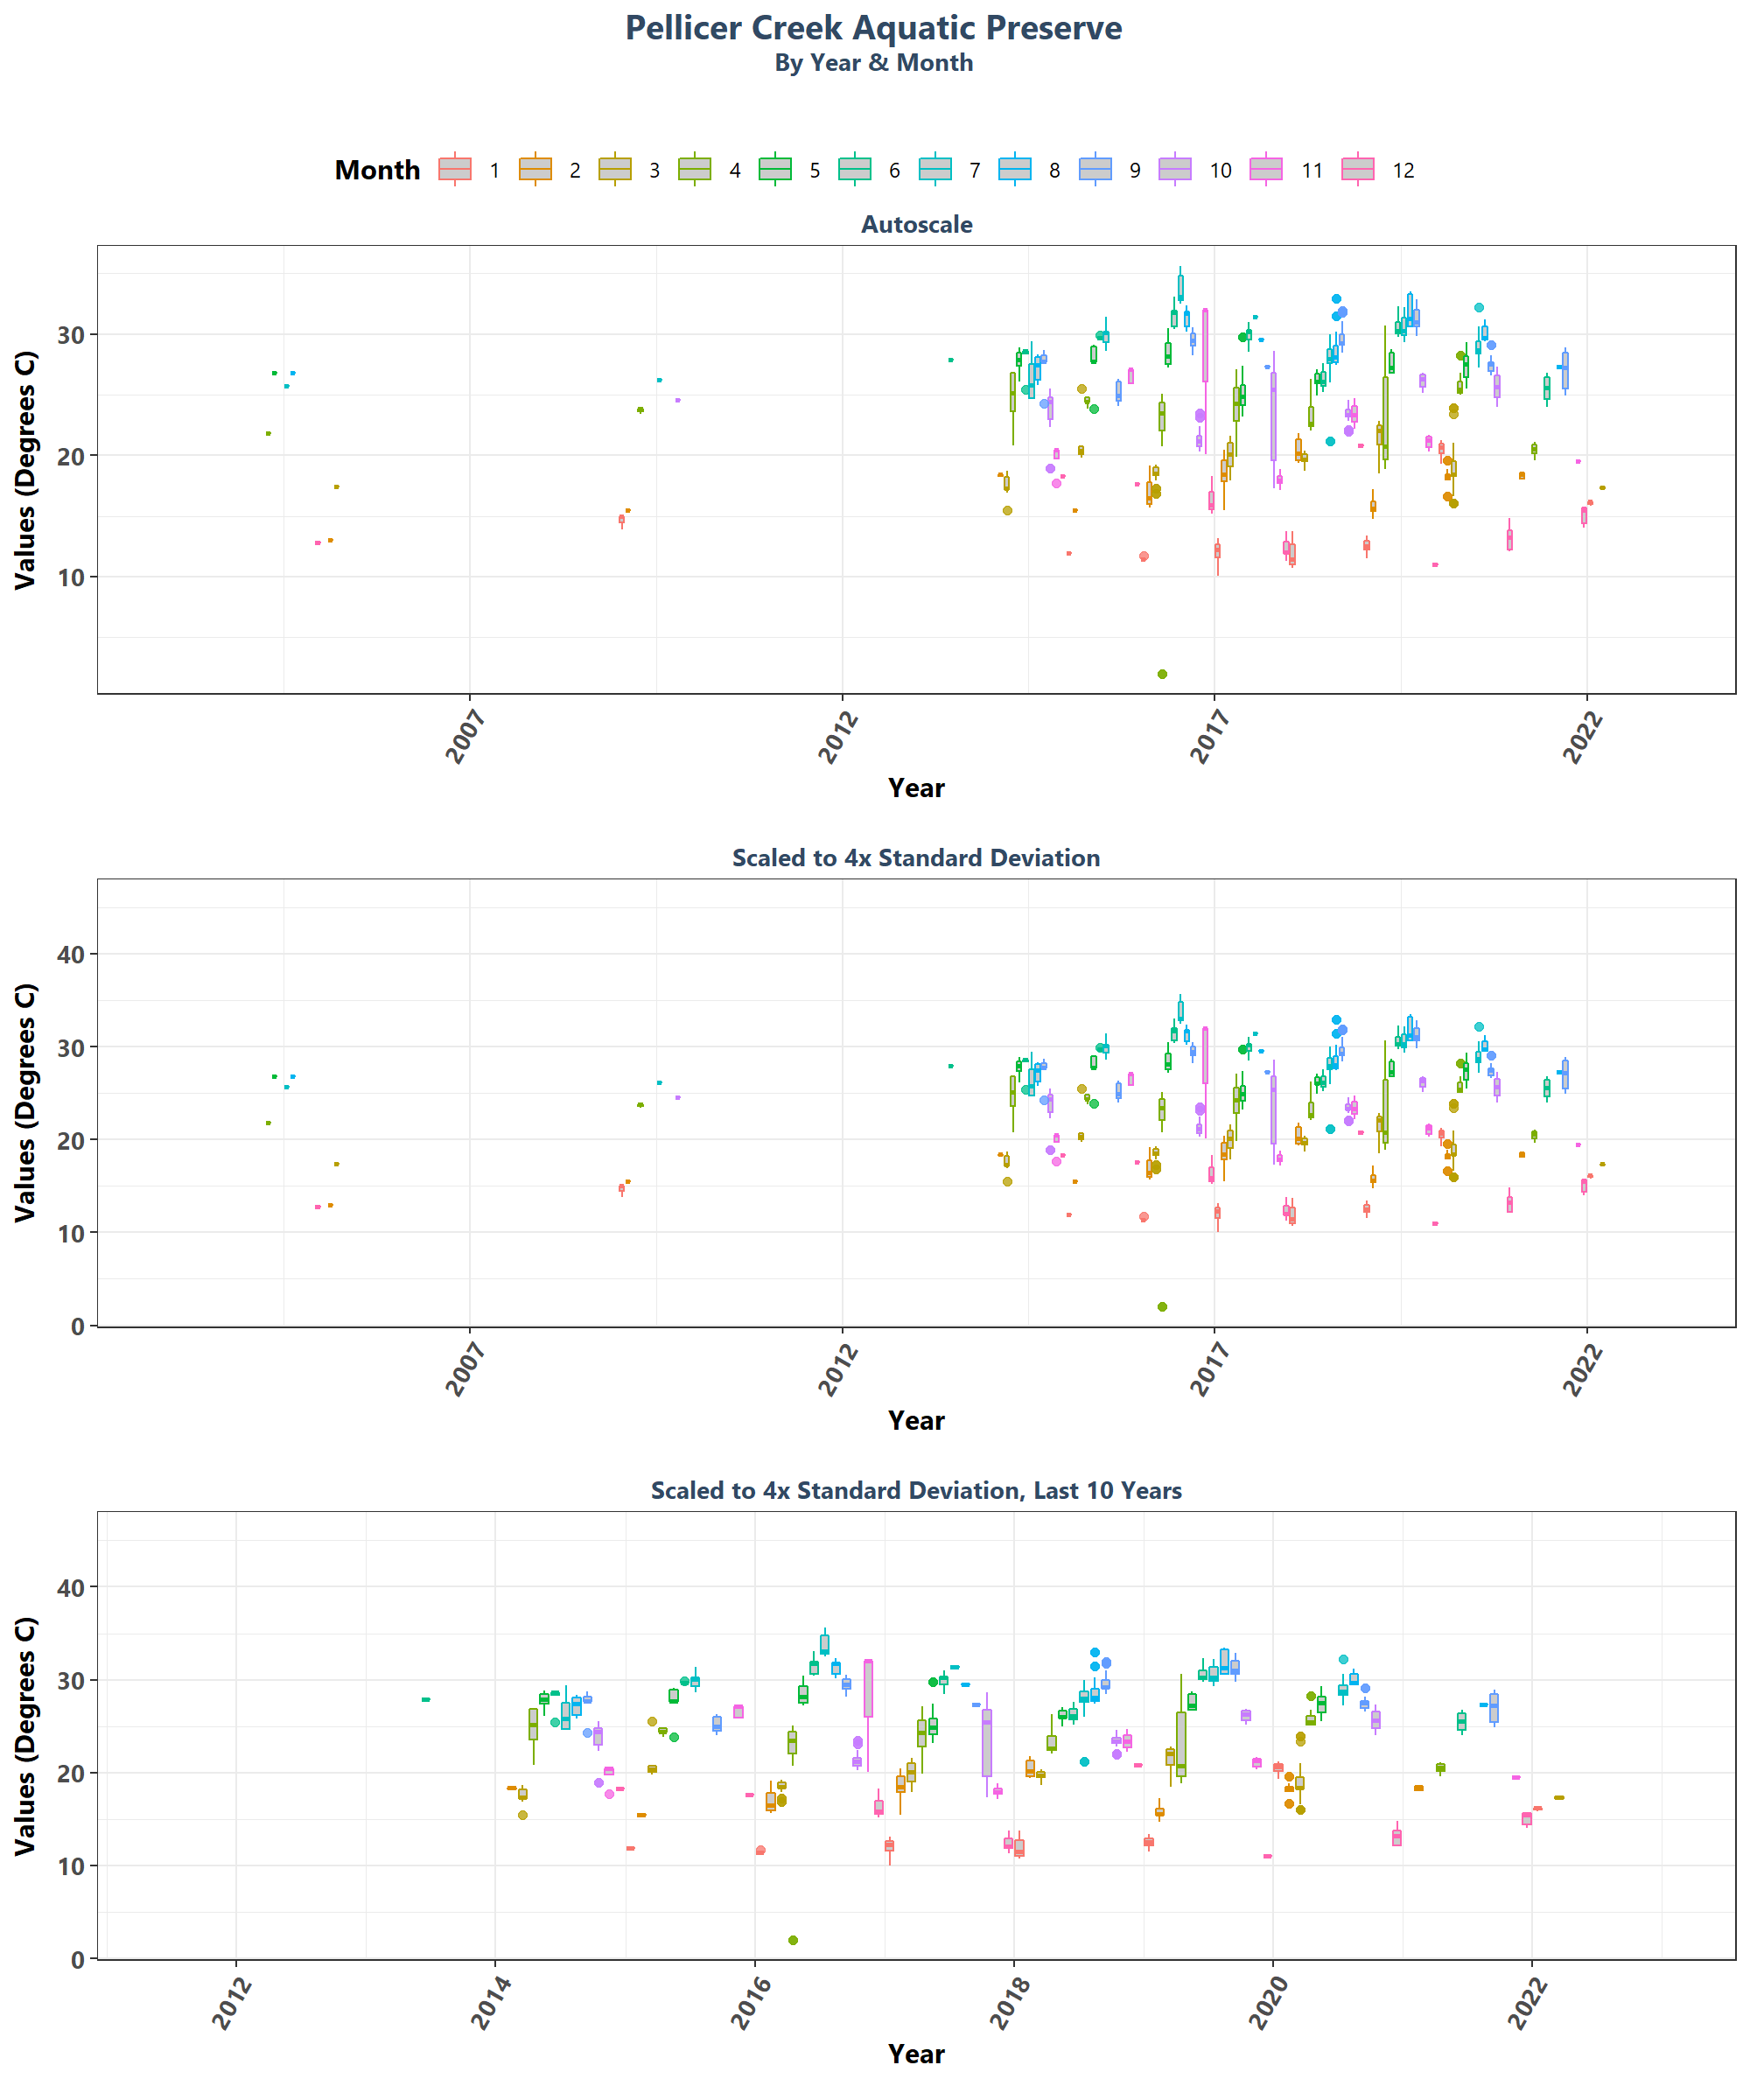 Pellicer Creek Aquatic Preserve
By Year & Month
Month 1 2 3 4 5 6 7 8 9 10 11 12
Autoscale
Values (Degrees C)
30
20
10
2007 2012 2017 2022
Year
Scaled to 4x Standard Deviation
Values (Degrees C)
40
30
20
10
0
2007 2012 2017 2022
Year
Scaled to 4x Standard Deviation, Last 10 Years
Values (Degrees C)
40
30
20
10
0
2012 2014 2016 2018 2020 2022
Year